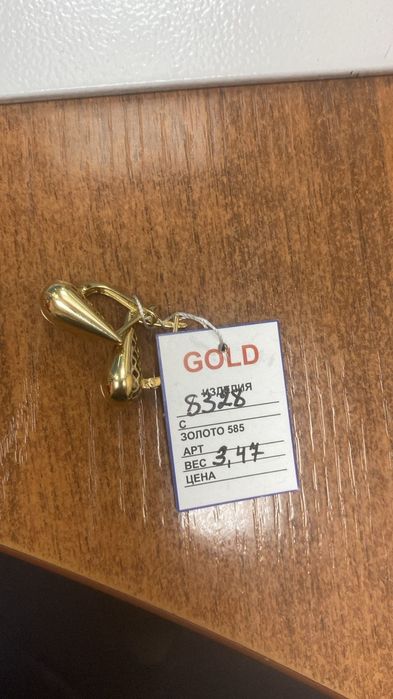 GOLD
ИЗДЕЛИЯ
8328
С
ЗОЛОТО 585
АРТ
ВЕС 3,47
ЦЕНА